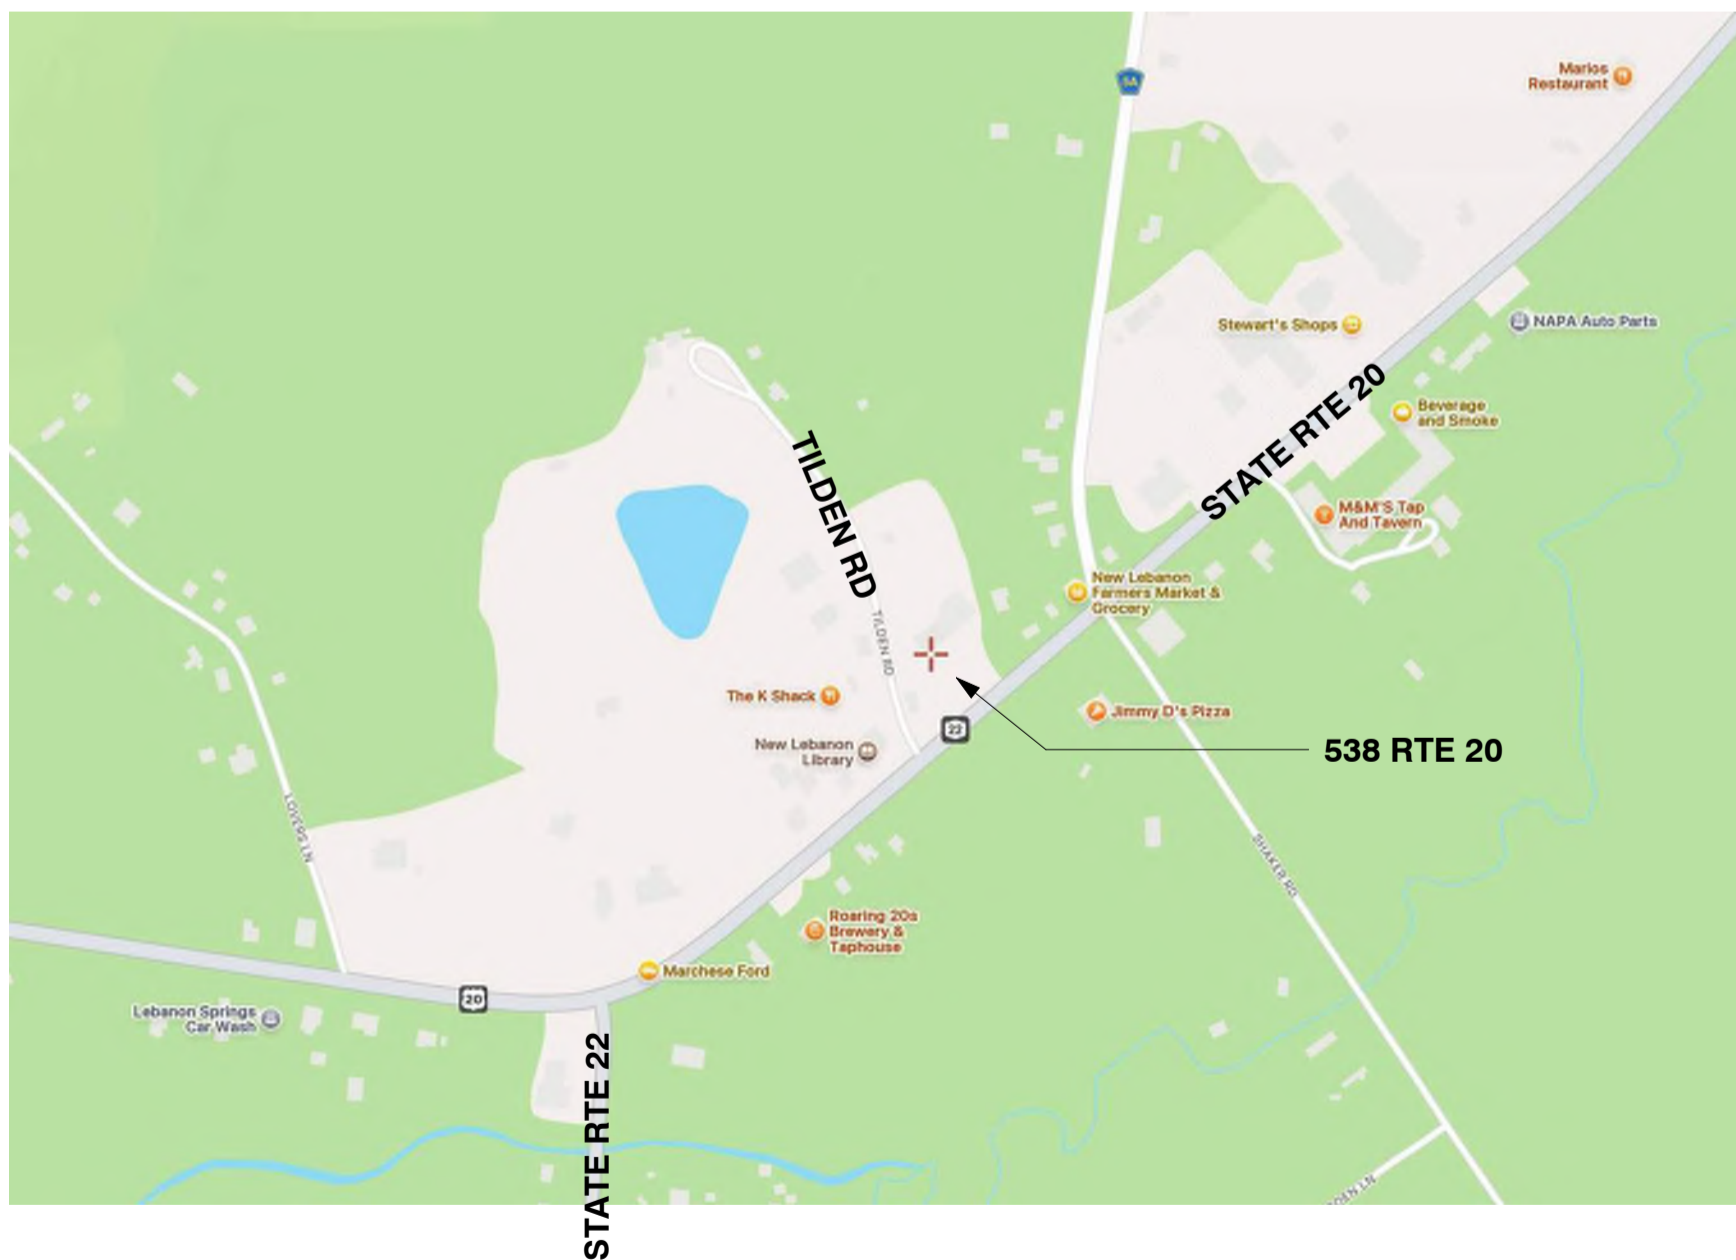 5A
Marios
Restaurant
Stewart's Shops
NAPA Auto Parts
STATE RTE 20
Beverage
and Smoke
TILDEN RD
M&M'S Tap
And Tavern
New Lebanon
Farmers Market &
Grocery
TILDEN RD
The K Shack
Jimmy D's Pizza
22
538 RTE 20
New Lebanon
Library
LOVERS LN
SHAKER RD
Roaring 20s
Brewery &
Taphouse
Marchese Ford
20
Lebanon Springs
Car Wash
STATE RTE 22
LN